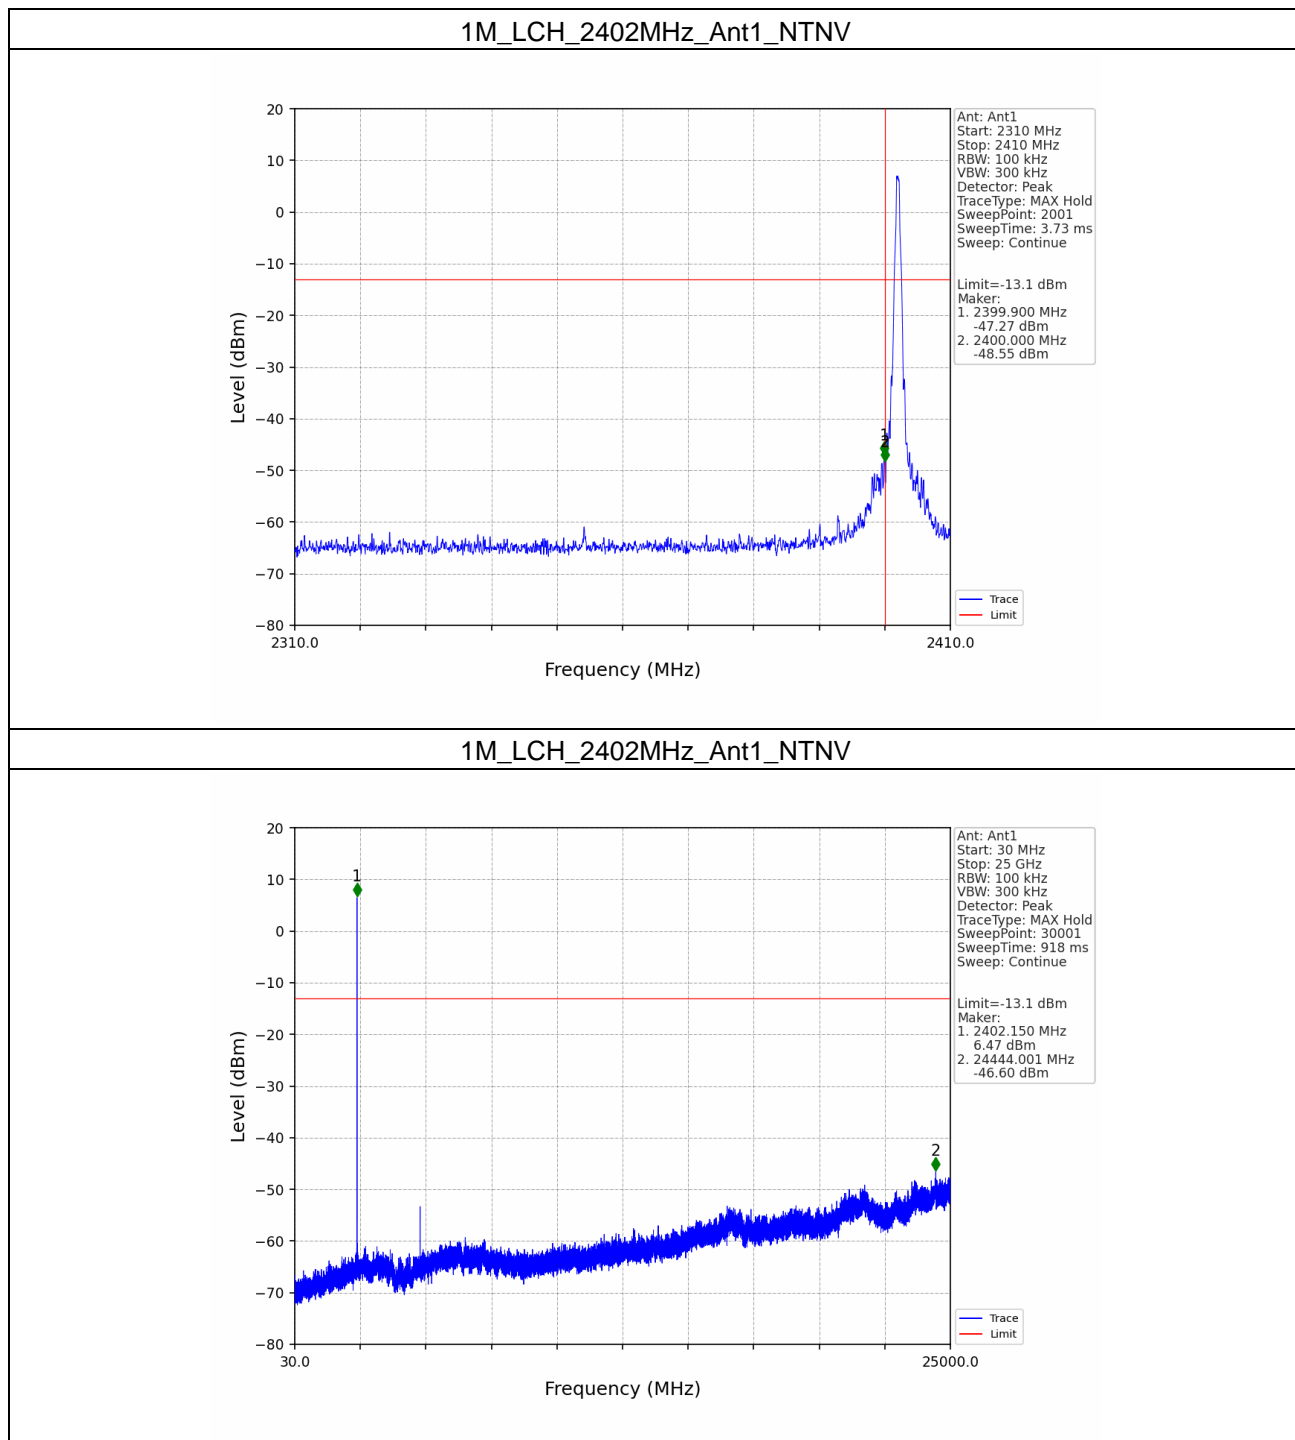 1M_LCH_2402MHz_Ant1_NTNV
20
10
0
−10
−20
−30
−40
−50
−60
−70
−80
Level (dBm)
2310.0
2410.0
Frequency (MHz)
1
2
Ant: Ant1
Start: 2310 MHz
Stop: 2410 MHz
RBW: 100 kHz
VBW: 300 kHz
Detector: Peak
TraceType: MAX Hold
SweepPoint: 2001
SweepTime: 3.73 ms
Sweep: Continue
Limit=-13.1 dBm
Maker:
1. 2399.900 MHz
-47.27 dBm
2. 2400.000 MHz
-48.55 dBm
Trace
Limit
1M_LCH_2402MHz_Ant1_NTNV
20
10
0
−10
−20
−30
−40
−50
−60
−70
−80
Level (dBm)
30.0
25000.0
Frequency (MHz)
1
2
Ant: Ant1
Start: 30 MHz
Stop: 25 GHz
RBW: 100 kHz
VBW: 300 kHz
Detector: Peak
TraceType: MAX Hold
SweepPoint: 30001
SweepTime: 918 ms
Sweep: Continue
Limit=-13.1 dBm
Maker:
1. 2402.150 MHz
6.47 dBm
2. 24444.001 MHz
-46.60 dBm
Trace
Limit